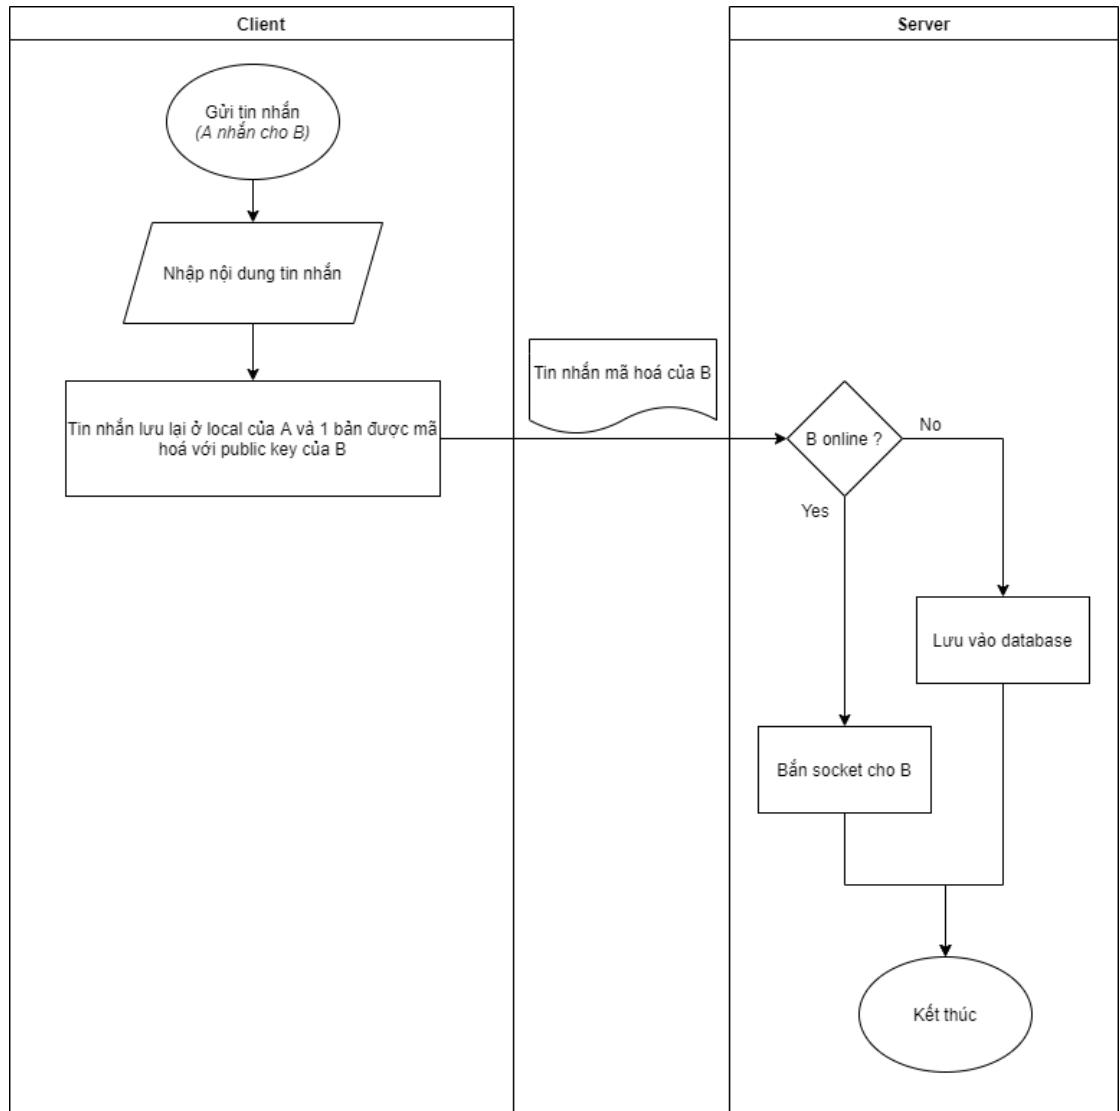 Client
Server
Gửi tin nhắn
(A nhắn cho B)
Nhập nội dung tin nhắn
Tin nhắn lưu lại ở local của A và 1 bản được mã
hoá với public key của B
Tin nhắn mã hoá của B
B online ?
No
Yes
Lưu vào database
Bắn socket cho B
Kết thúc